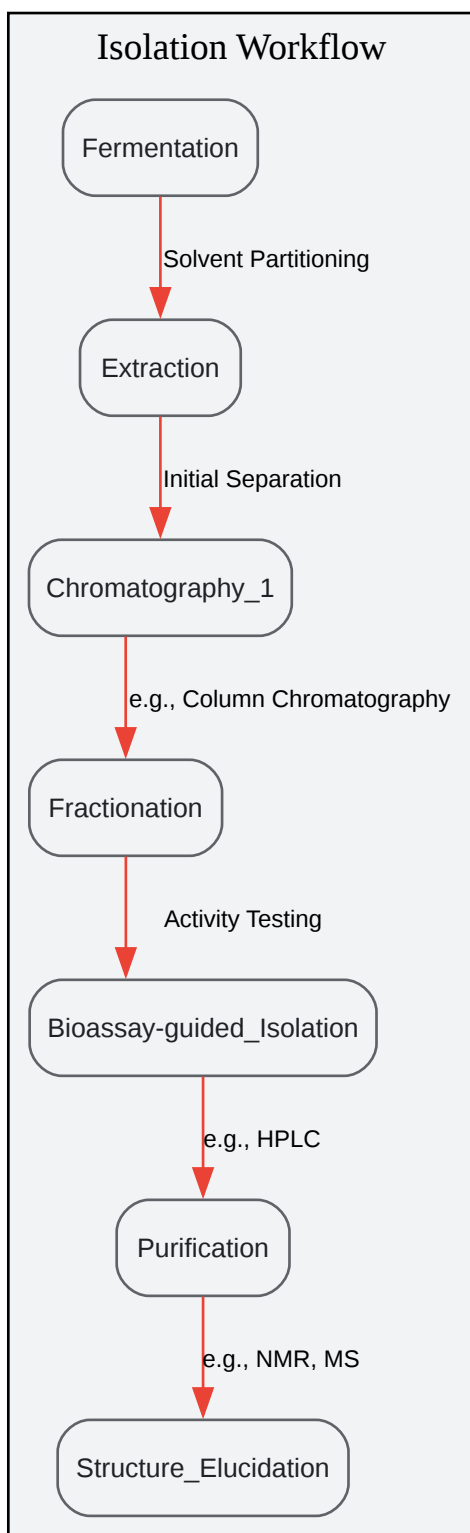 Isolation Workflow
Fermentation
Solvent Partitioning
Extraction
Initial Separation
Chromatography_1
e.g., Column Chromatography
Fractionation
Activity Testing
Bioassay-guided_Isolation
e.g., HPLC
Purification
e.g., NMR, MS
Structure_Elucidation